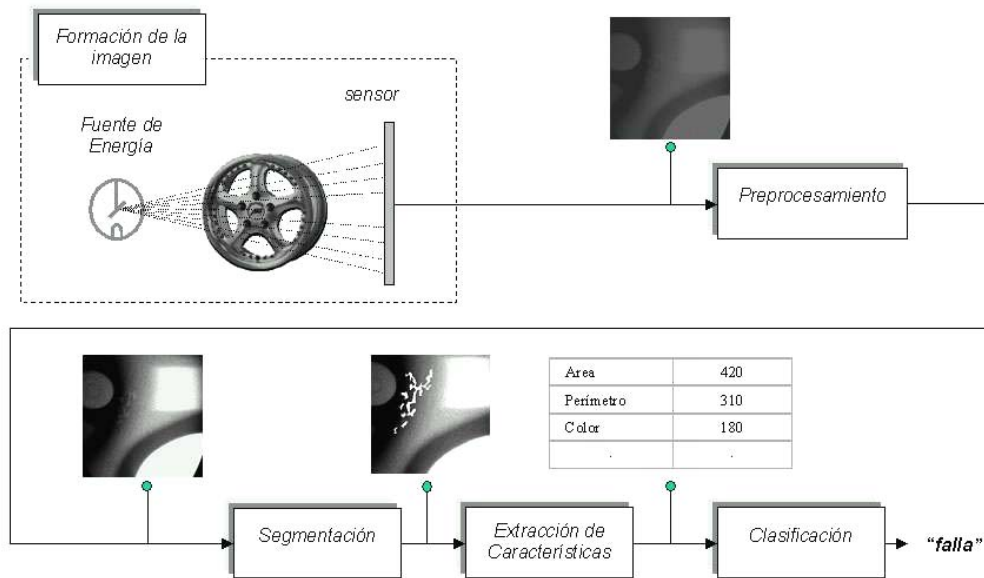 Formación de la
imagen
sensor
Fuente de
Energía
Preprocesamiento
Area 420
Perímetro 310
Color 180
. .
Segmentación
Extracción de
Características
Clasificación
“falla”